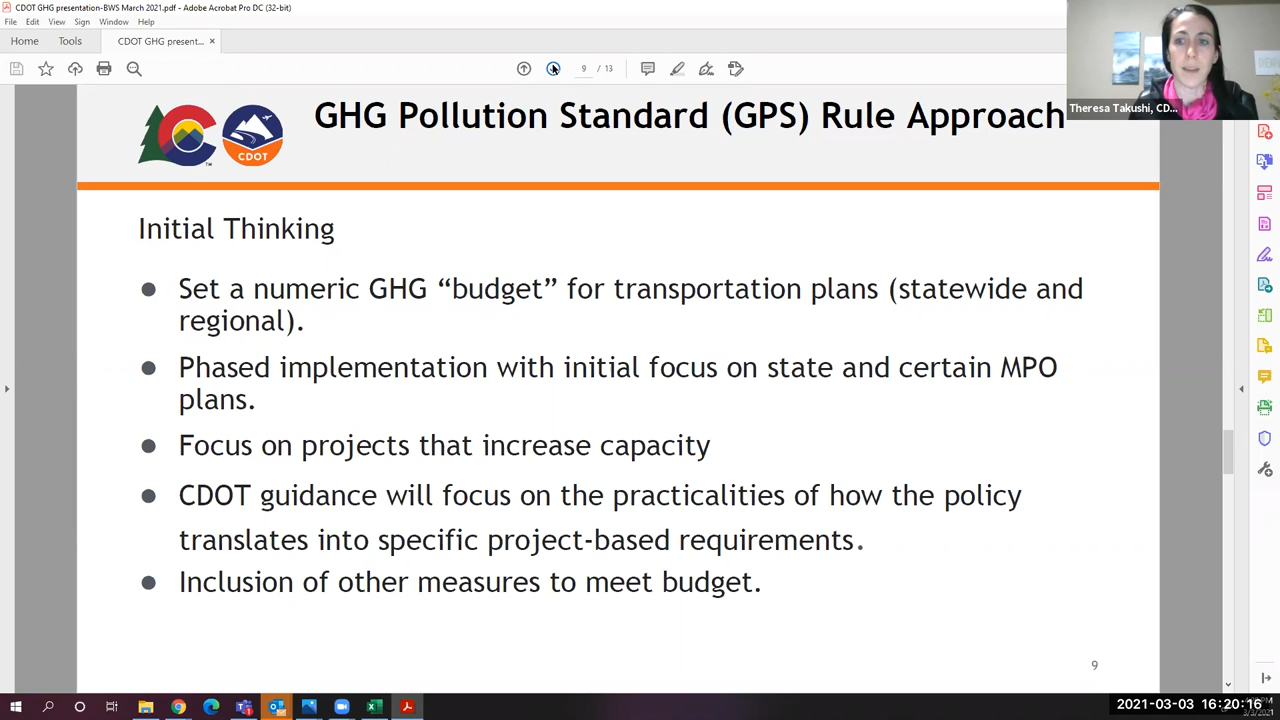 CDOT GHG presentation-BWS March 2021.pdf - Adobe Acrobat Pro DC (32-bit)
File Edit View Sign Window Help
Home Tools CDOT GHG present... ×
9 / 13
Theresa Takushi, CD...
CDOT
TM
GHG Pollution Standard (GPS) Rule Approach
Initial Thinking
● Set a numeric GHG “budget” for transportation plans (statewide and
regional).
● Phased implementation with initial focus on state and certain MPO
plans.
● Focus on projects that increase capacity
● CDOT guidance will focus on the practicalities of how the policy
translates into specific project-based requirements.
● Inclusion of other measures to meet budget.
9
2021-03-03 16:20:16